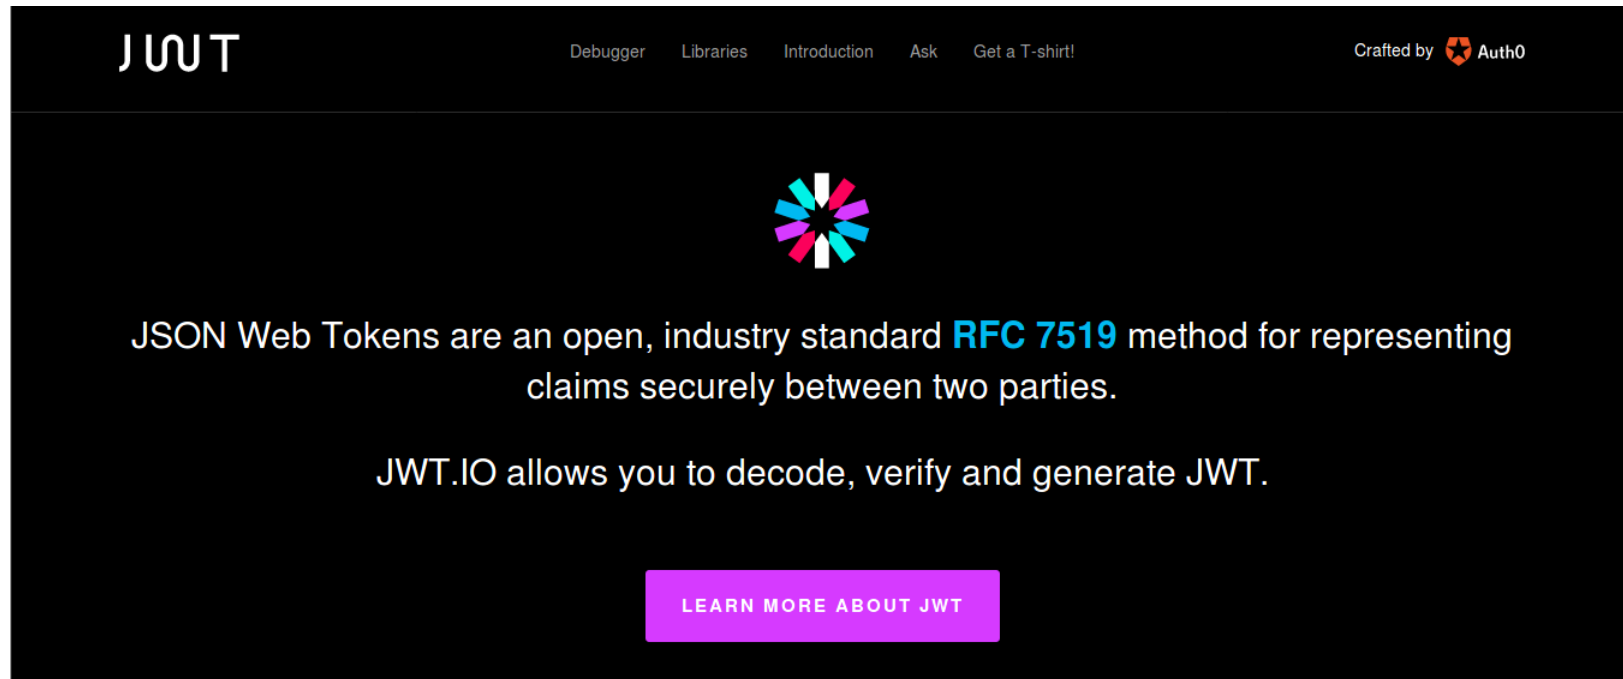 JWT
Debugger Libraries Introduction Ask Get a T-shirt!
Crafted by Auth0
JSON Web Tokens are an open, industry standard RFC 7519 method for representing
claims securely between two parties.
JWT.IO allows you to decode, verify and generate JWT.
LEARN MORE ABOUT JWT